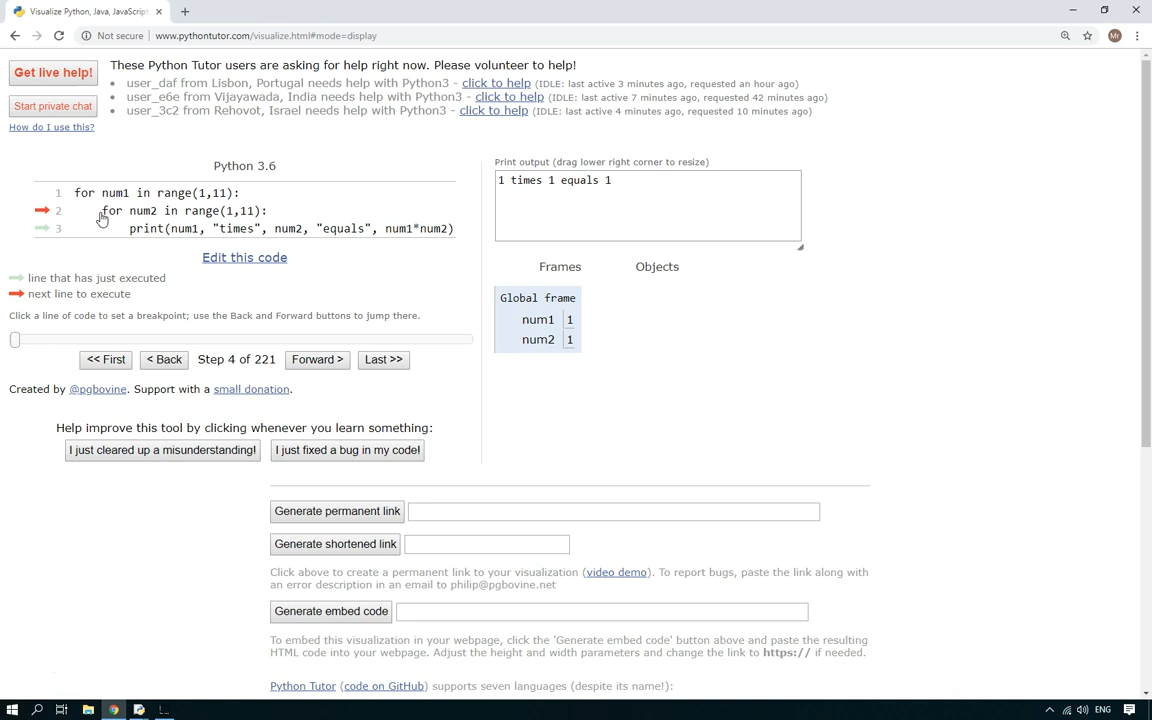 Visualize Python, Java, JavaScript
Not secure | www.pythontutor.com/visualize.html#mode=display
Mr
Get live help!
These Python Tutor users are asking for help right now. Please volunteer to help!
• user_daf from Lisbon, Portugal needs help with Python3 - click to help (IDLE: last active 3 minutes ago, requested an hour ago)
• user_e6e from Vijayawada, India needs help with Python3 - click to help (IDLE: last active 7 minutes ago, requested 42 minutes ago)
Start private chat
• user_3c2 from Rehovot, Israel needs help with Python3 - click to help (IDLE: last active 4 minutes ago, requested 10 minutes ago)
How do I use this?
Python 3.6
1 for num1 in range(1,11):
2 for num2 in range(1,11):
3 print(num1, "times", num2, "equals", num1*num2)
Edit this code
line that has just executed
next line to execute
Click a line of code to set a breakpoint; use the Back and Forward buttons to jump there.
<< First < Back Step 4 of 221 Forward > Last >>
Created by @pgbovine. Support with a small donation.
Help improve this tool by clicking whenever you learn something:
I just cleared up a misunderstanding! I just fixed a bug in my code!
Print output (drag lower right corner to resize)
1 times 1 equals 1
Frames Objects
Global frame
num1 1
num2 1
Generate permanent link
Generate shortened link
Click above to create a permanent link to your visualization (video demo). To report bugs, paste the link along with
an error description in an email to philip@pgbovine.net
Generate embed code
To embed this visualization in your webpage, click the 'Generate embed code' button above and paste the resulting
HTML code into your webpage. Adjust the height and width parameters and change the link to https:// if needed.
Python Tutor (code on GitHub) supports seven languages (despite its name!):
ENG